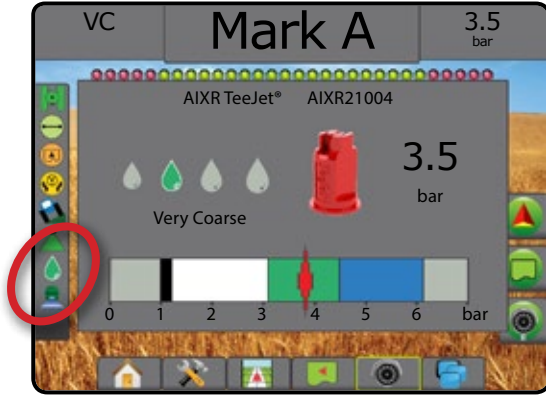 VC Mark A 3.5
bar
AIXR TeeJet® AIXR21004
3.5
bar
Very Coarse
0 1 2 3 4 5 6 bar